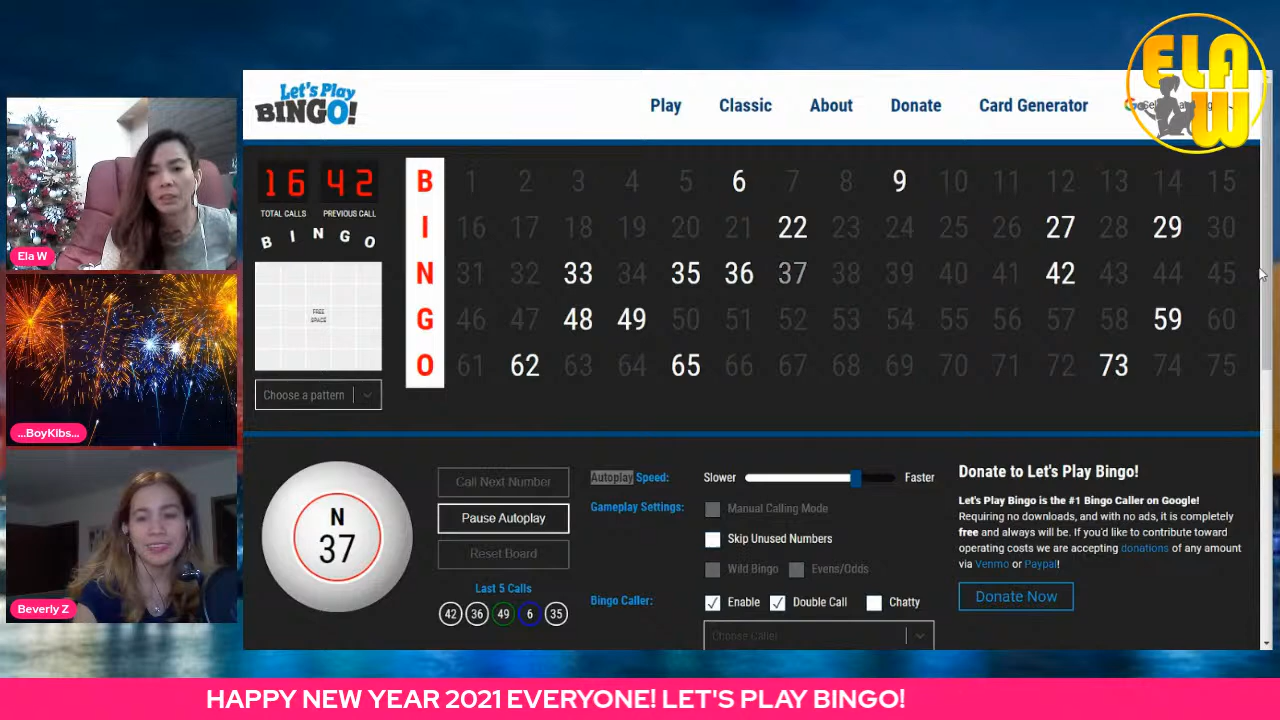 ELA
W
Let's Play
BINGO!
Play Classic About Donate Card Generator
16 42
TOTAL CALLS PREVIOUS CALL
B I N G O
FREE
SPACE
Choose a pattern
B 1 2 3 4 5 6 7 8 9 10 11 12 13 14 15
I 16 17 18 19 20 21 22 23 24 25 26 27 28 29 30
N 31 32 33 34 35 36 37 38 39 40 41 42 43 44 45
G 46 47 48 49 50 51 52 53 54 55 56 57 58 59 60
O 61 62 63 64 65 66 67 68 69 70 71 72 73 74 75
Ela W
...BoyKibs...
Beverly Z
N
37
Call Next Number
Pause Autoplay
Reset Board
Last 5 Calls
42 36 49 6 35
Autoplay Speed: Slower Faster
Gameplay Settings: Manual Calling Mode
Skip Unused Numbers
Wild Bingo Evens/Odds
Bingo Caller: Enable Double Call Chatty
Choose Caller
Donate to Let's Play Bingo!
Let's Play Bingo is the #1 Bingo Caller on Google!
Requiring no downloads, and with no ads, it is completely
free and always will be. If you'd like to contribute toward
operating costs we are accepting donations of any amount
via Venmo or Paypal!
Donate Now
HAPPY NEW YEAR 2021 EVERYONE! LET'S PLAY BINGO!